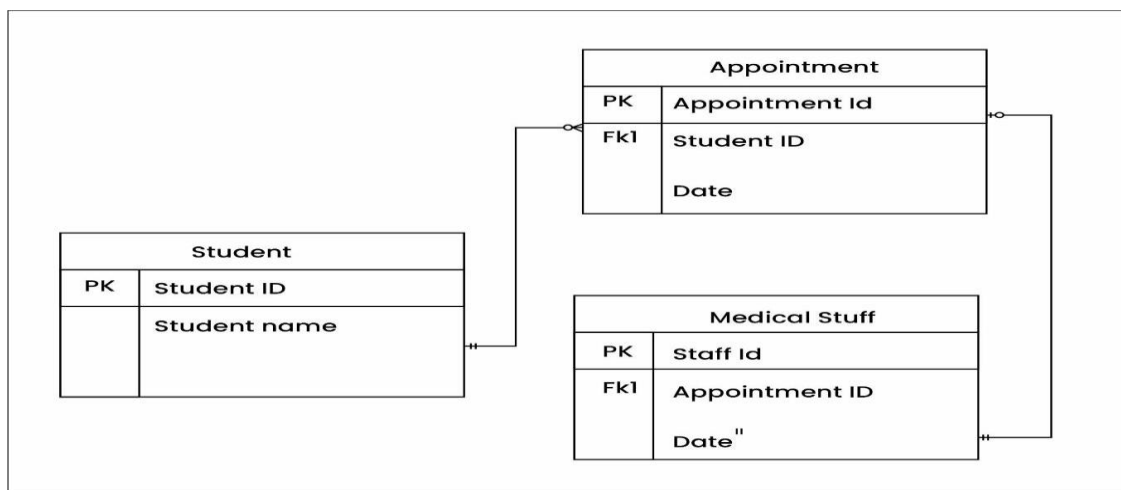 Appointment
PK Appointment Id
Fk1 Student ID
Date
Student
PK Student ID
Student name
Medical Stuff
PK Staff Id
Fk1 Appointment ID
Date"